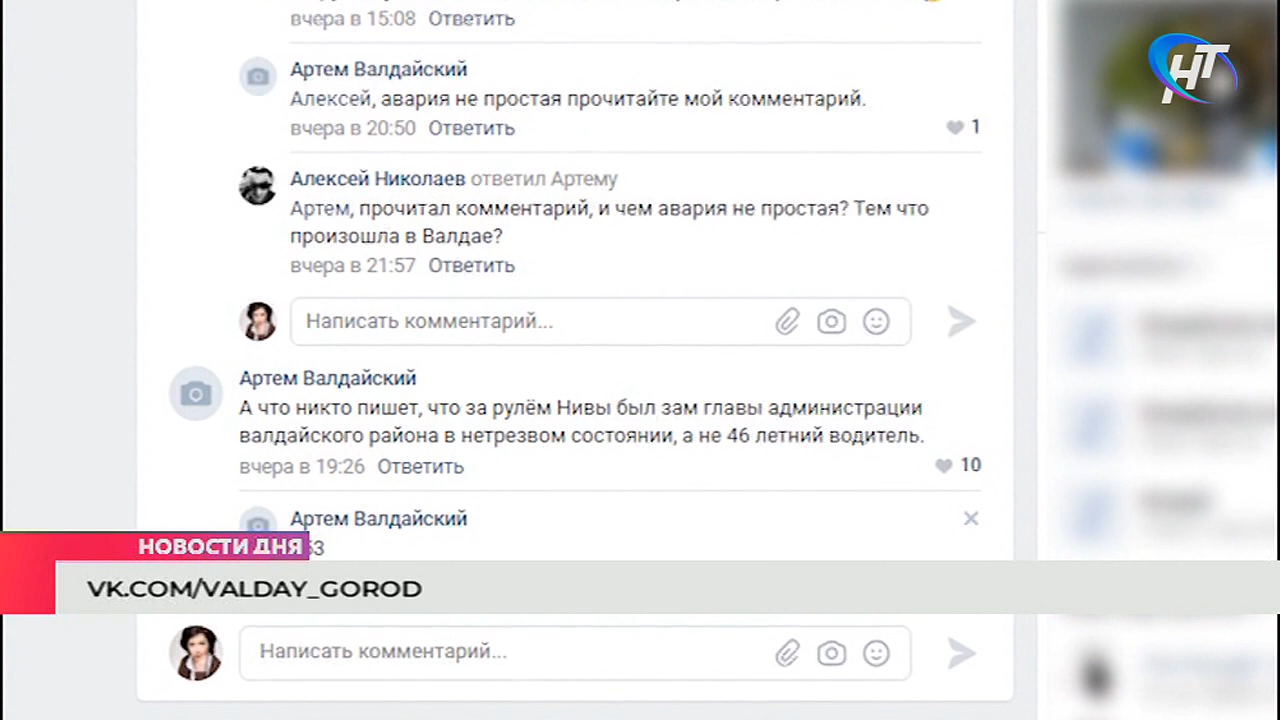 вчера в 15:08 Ответить
НТ
Артем Валдайский
Алексей, авария не простая прочитайте мой комментарий.
вчера в 20:50 Ответить
1
Алексей Николаев ответил Артему
Артем, прочитал комментарий, и чем авария не простая? Тем что
произошла в Валдае?
вчера в 21:57 Ответить
Написать комментарий...
Артем Валдайский
А что никто пишет, что за рулём Нивы был зам главы администрации
валдайского района в нетрезвом состоянии, а не 46 летний водитель.
вчера в 19:26 Ответить
10
Артем Валдайский
53
НОВОСТИ ДНЯ
VK.COM/VALDAY_GOROD
Написать комментарий...